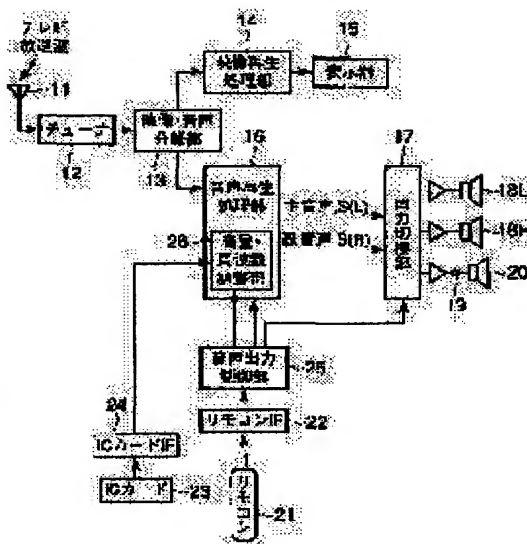 テレビ
放送波
11
チューナ
12
映像・音声
分離部
13
14
映像再生
処理部
15
表示部
16
音声再生
処理部
26
音量・
周波数
調整部
主音声,S(L)
副音声 S(R)
17
出力切換部
18L
18R
19
20
音声出力
制御部
25
リモコンIF
22
リモコン
21
24
ICカードIF
ICカード
23